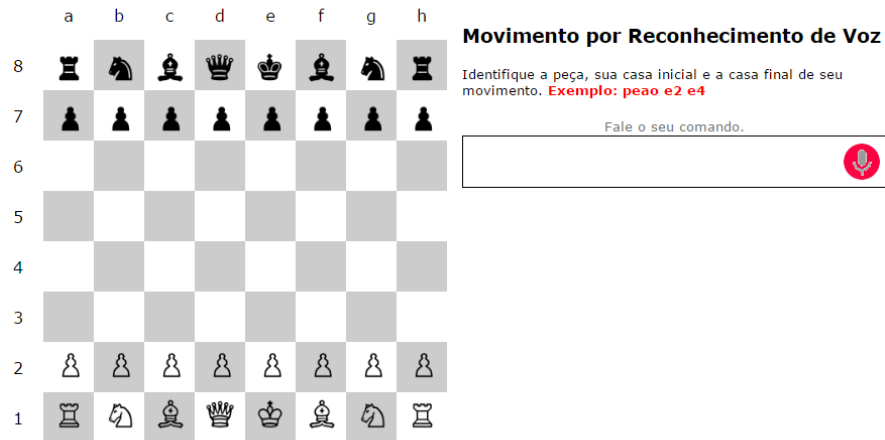 a b c d e f g h
8
7
6
5
4
3
2
1
Movimento por Reconhecimento de Voz
Identifique a peça, sua casa inicial e a casa final de seu
movimento. Exemplo: peao e2 e4
Fale o seu comando.